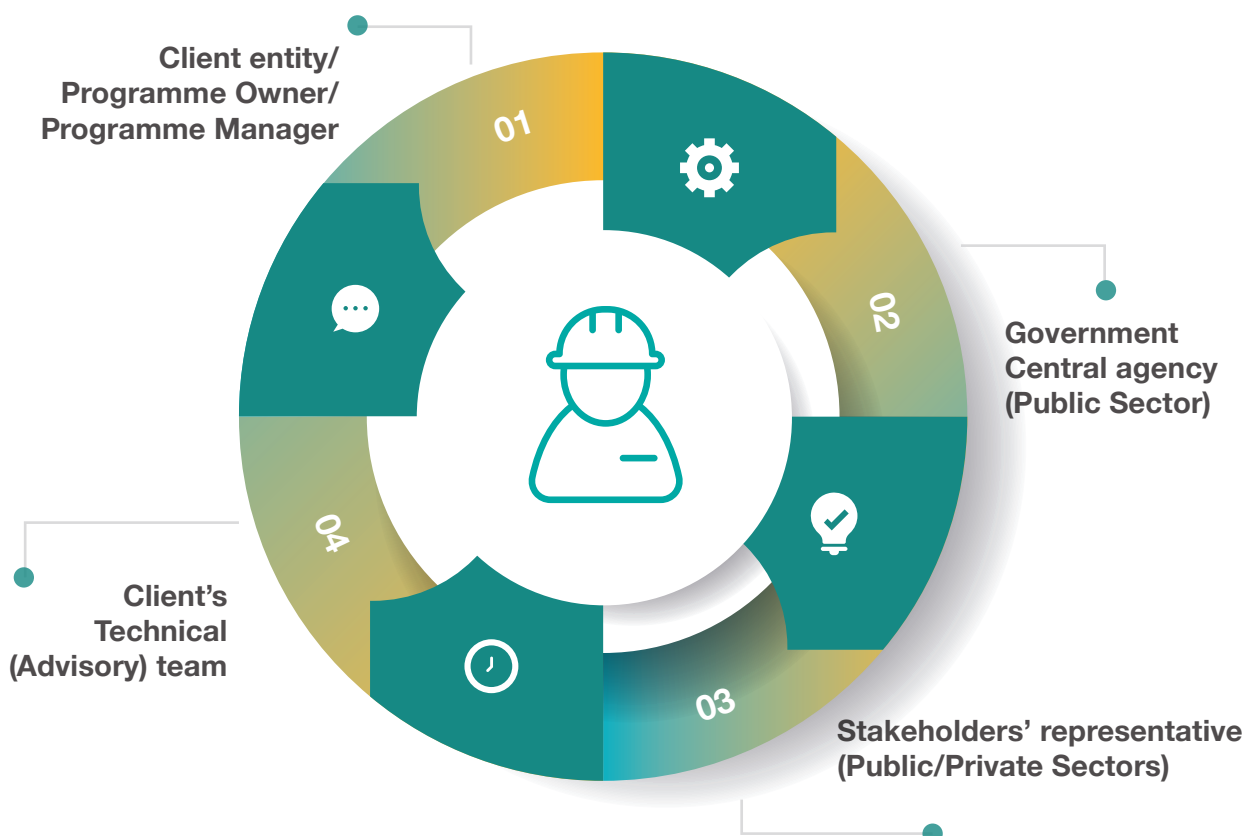 Client entity/
Programme Owner/
Programme Manager
01
02
Government
Central agency
(Public Sector)
03
Stakeholders’ representative
(Public/Private Sectors)
04
Client’s
Technical
(Advisory) team